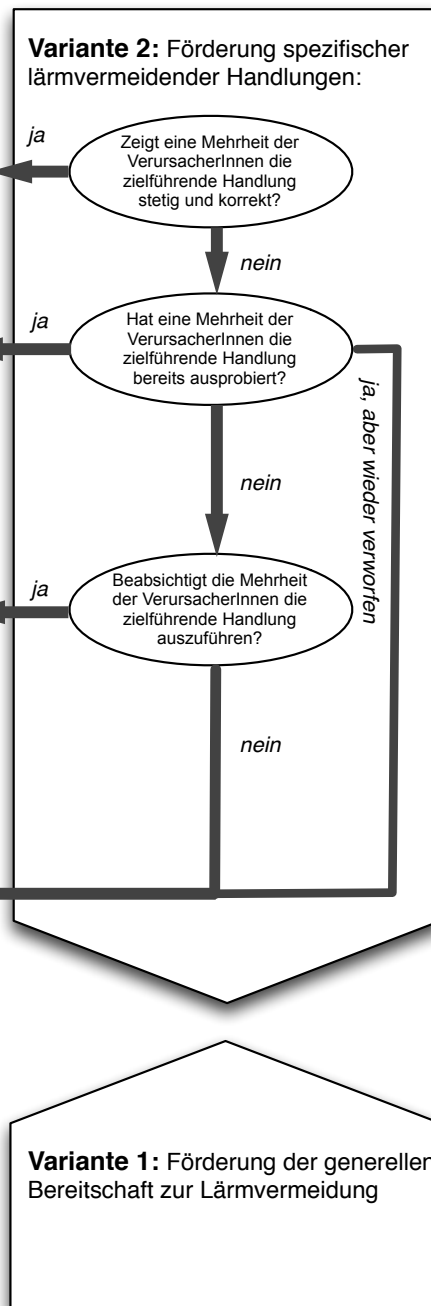 Variante 2: Förderung spezifischer
lärmvermeidender Handlungen:
ja
Zeigt eine Mehrheit der
VerursacherInnen die
zielführende Handlung
stetig und korrekt?
nein
ja
Hat eine Mehrheit der
VerursacherInnen die
zielführende Handlung
bereits ausprobiert?
ja, aber wieder verworfen
nein
ja
Beabsichtigt die Mehrheit
der VerursacherInnen die
zielführende Handlung
auszuführen?
nein
Variante 1: Förderung der generellen
Bereitschaft zur Lärmvermeidung